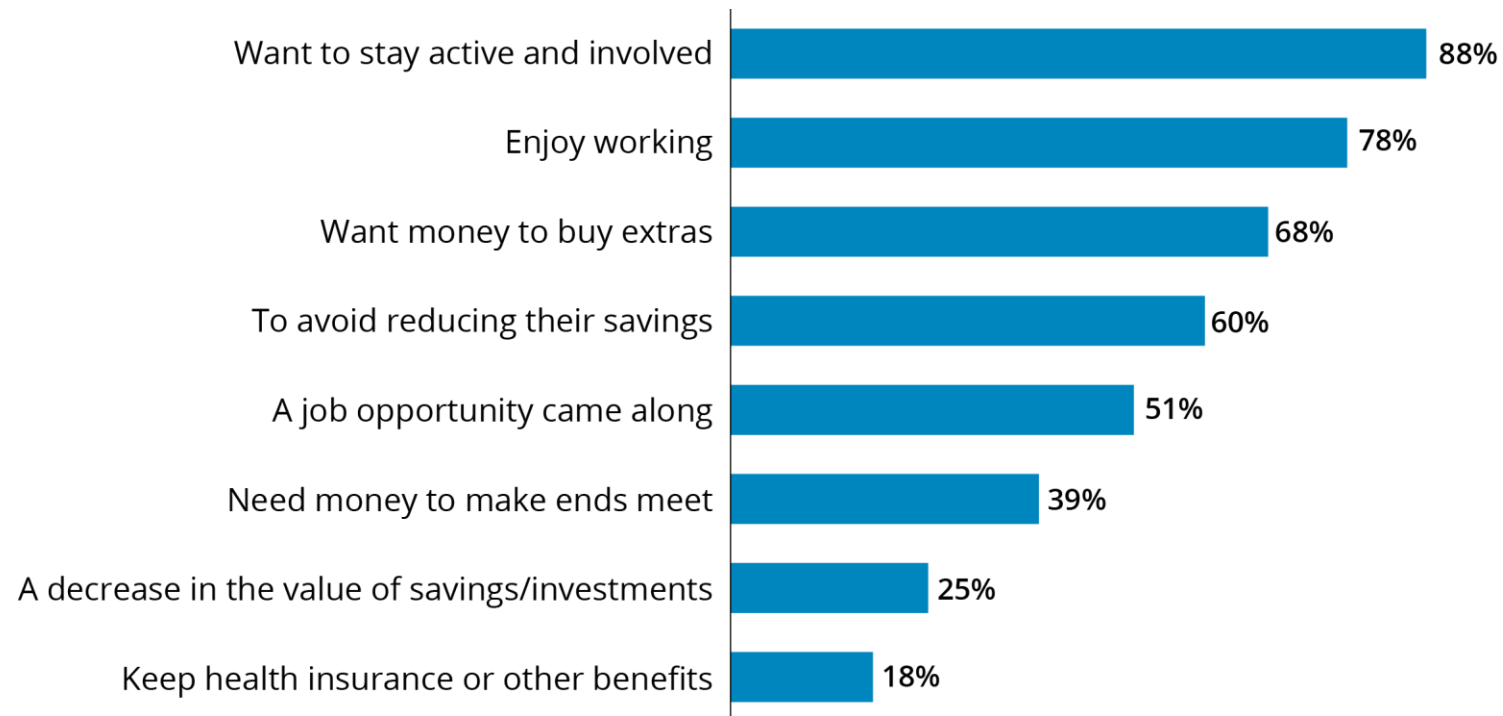 Want to stay active and involved 88%
Enjoy working 78%
Want money to buy extras 68%
To avoid reducing their savings 60%
A job opportunity came along 51%
Need money to make ends meet 39%
A decrease in the value of savings/investments 25%
Keep health insurance or other benefits 18%